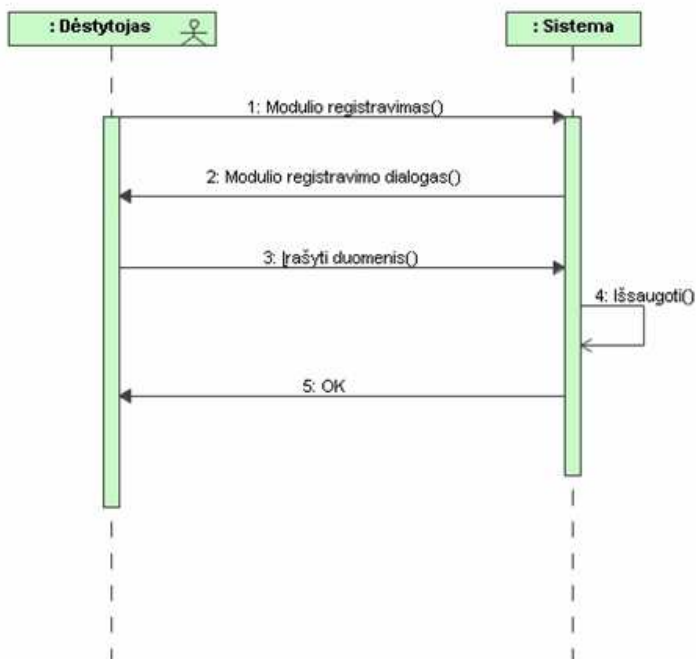 : Dėstytojas
: Sistema
1: Modulio registravimas()
2: Modulio registravimo dialogas()
3: Įrašyti duomenis()
4: Išsaugoti()
5: OK